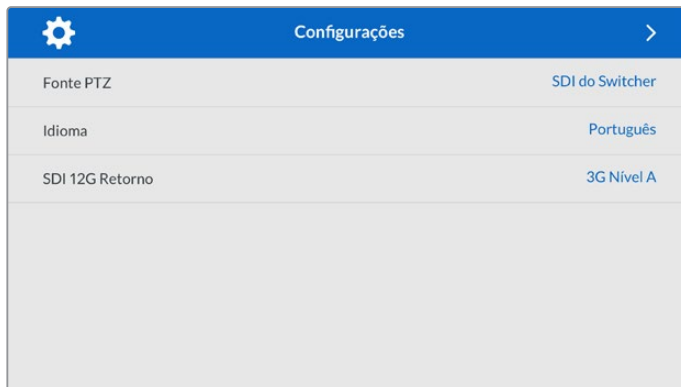 Configurações
Fonte PTZ SDI do Switcher
Idioma Português
SDI 12G Retorno 3G Nível A